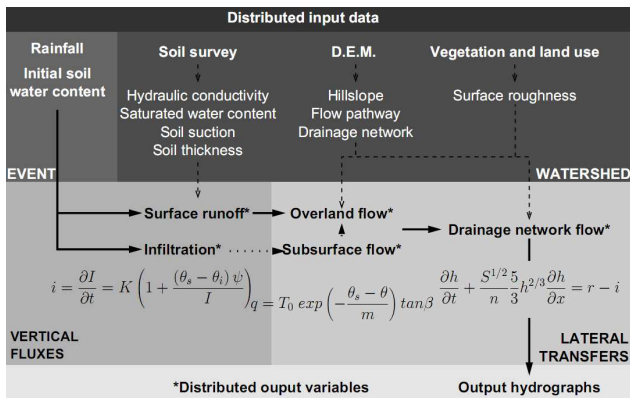 Distributed input data
Rainfall
Initial soil
water content
Soil survey
Hydraulic conductivity
Saturated water content
Soil suction
Soil thickness
D.E.M.
Hillslope
Flow pathway
Drainage network
Vegetation and land use
Surface roughness
EVENT
WATERSHED
Surface runoff*
Overland flow*
Drainage network flow*
Infiltration*
Subsurface flow*
i = ∂I/∂t = K (1 + (θs − θi) ψ / I)
q = T0 exp (−(θs − θ)/m) tanβ
∂h/∂t + S^1/2/n 5/3 h^2/3 ∂h/∂x = r − i
VERTICAL
FLUXES
LATERAL
TRANSFERS
*Distributed ouput variables
Output hydrographs